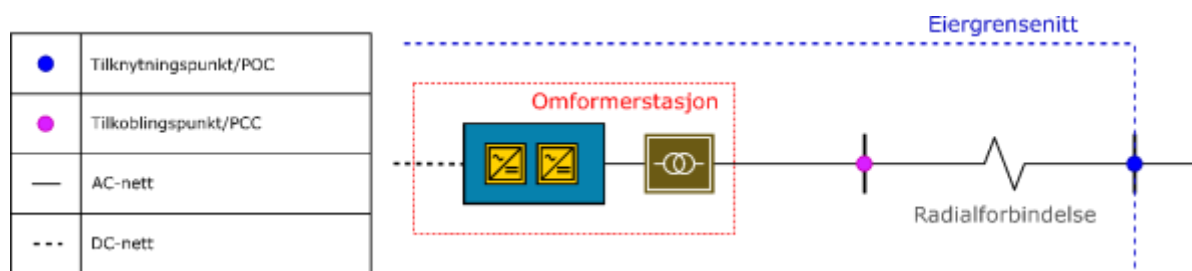 Tilknytningspunkt/POC
Tilkoblingspunkt/PCC
AC-nett
DC-nett
Eiergrensenitt
Omformerstasjon
Radialforbindelse